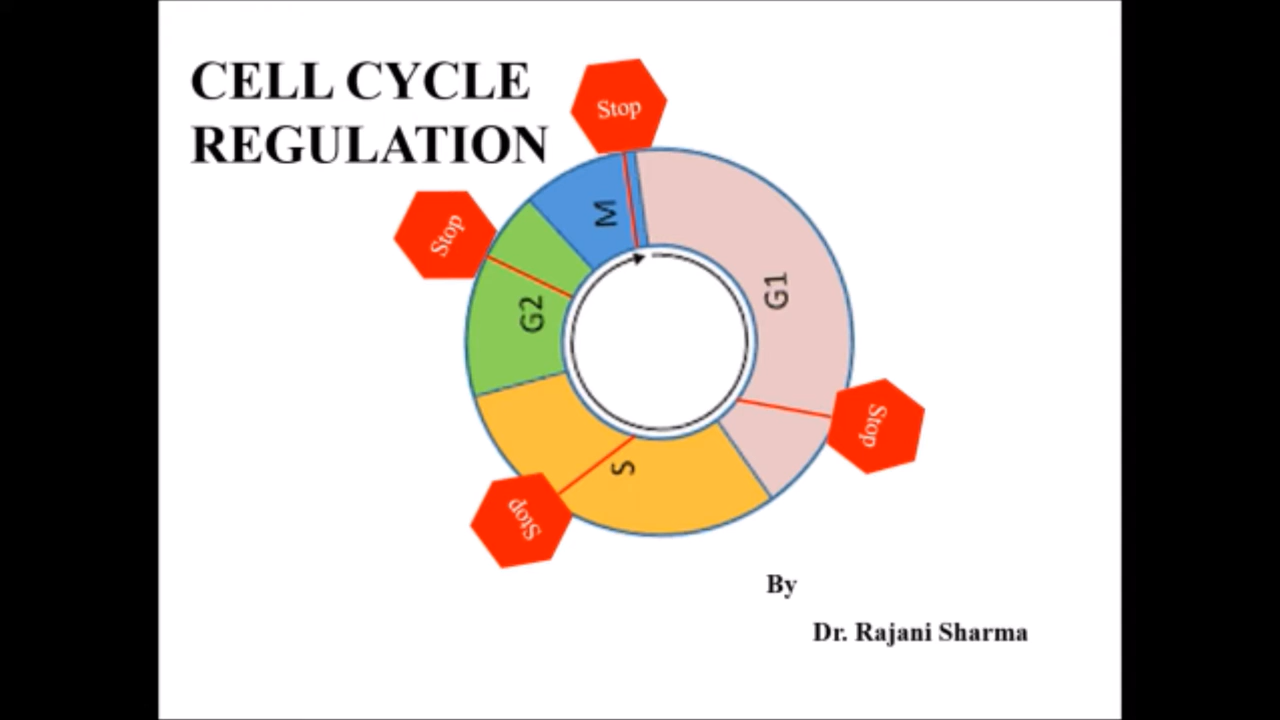 CELL CYCLE
REGULATION
Stop
Stop
M
G1
G2
Stop
S
Stop
By
Dr. Rajani Sharma